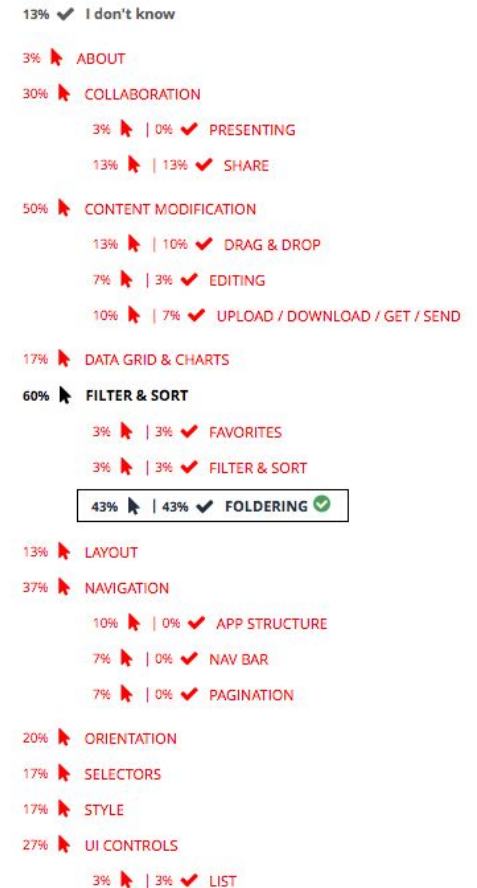 13% I don't know
3% ABOUT
30% COLLABORATION
3% | 0% PRESENTING
13% | 13% SHARE
50% CONTENT MODIFICATION
13% | 10% DRAG & DROP
7% | 3% EDITING
10% | 7% UPLOAD / DOWNLOAD / GET / SEND
17% DATA GRID & CHARTS
60% FILTER & SORT
3% | 3% FAVORITES
3% | 3% FILTER & SORT
43% | 43% FOLDERING
13% LAYOUT
37% NAVIGATION
10% | 0% APP STRUCTURE
7% | 0% NAV BAR
7% | 0% PAGINATION
20% ORIENTATION
17% SELECTORS
17% STYLE
27% UI CONTROLS
3% | 3% LIST